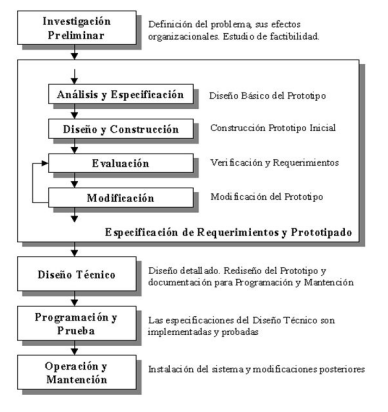 Investigación
Preliminar
Definición del problema, sus efectos
organizacionales. Estudio de factibilidad.
Análisis y Especificación
Diseño Básico del Prototipo
Diseño y Construcción
Construcción Prototipo Inicial
Evaluación
Verificación y Requerimientos
Modificación
Modificación del Prototipo
Especificación de Requerimientos y Prototipado
Diseño Técnico
Diseño detallado. Rediseño del Prototipo y
documentación para Programación y Mantención
Programación y
Prueba
Las especificaciones del Diseño Técnico son
implementadas y probadas
Operación y
Mantención
Instalación del sistema y modificaciones posteriores